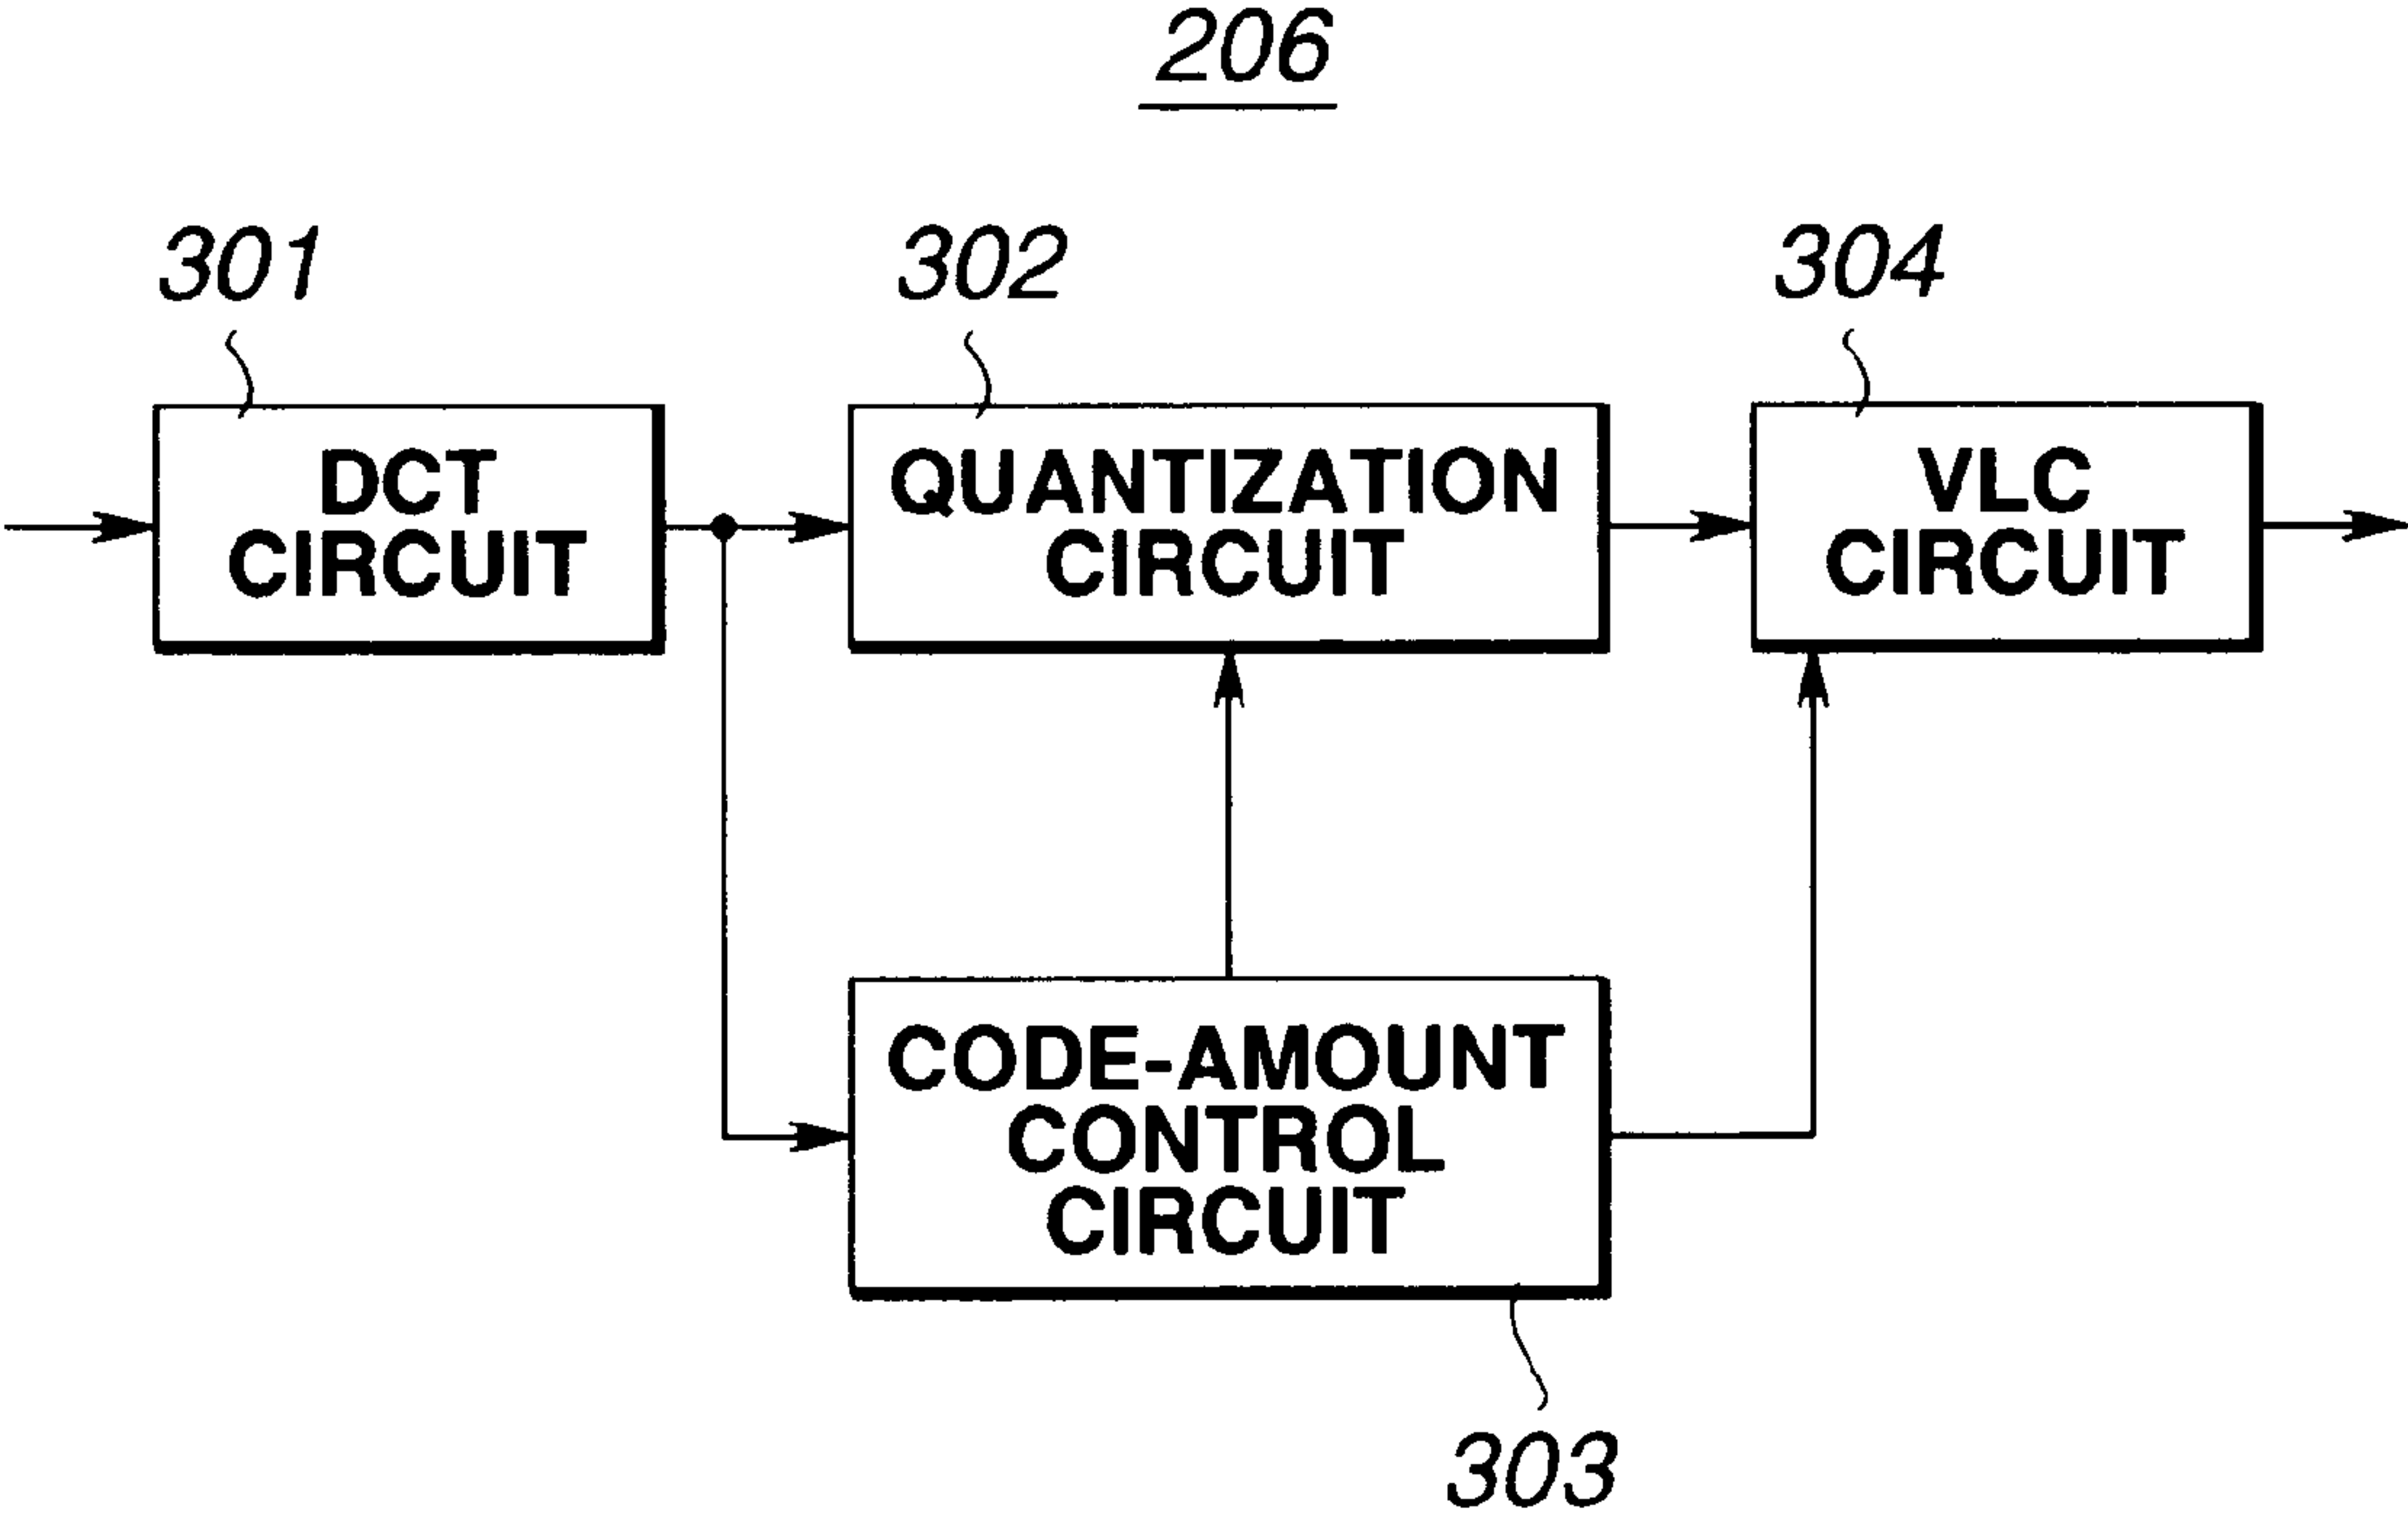 206
301
302
304
DCT
CIRCUIT
QUANTIZATION
CIRCUIT
VLC
CIRCUIT
CODE-AMOUNT
CONTROL
CIRCUIT
303